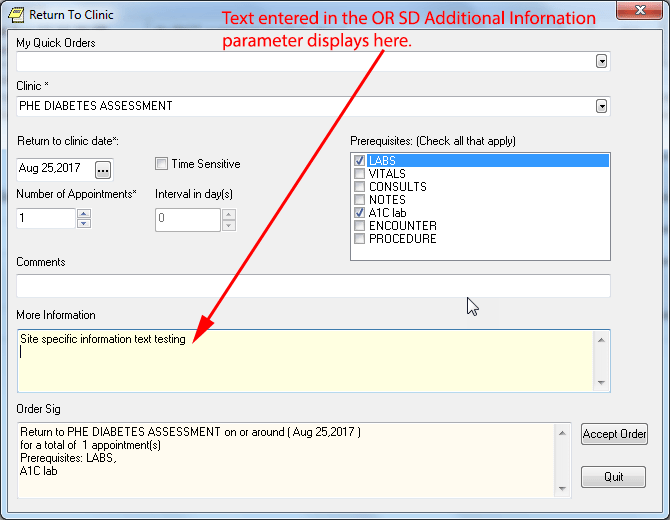 Return To Clinic
Text entered in the OR SD Additional Infornation
parameter displays here.
My Quick Orders
Clinic *
PHE DIABETES ASSESSMENT
Return to clinic date*:
Aug 25,2017 ...
Time Sensitive
Number of Appointments*
Interval in day(s)
1
0
Prerequisites: (Check all that apply)
LABS
VITALS
CONSULTS
NOTES
A1C lab
ENCOUNTER
PROCEDURE
Comments
More Information
Site specific information text testing
Order Sig
Return to PHE DIABETES ASSESSMENT on or around ( Aug 25,2017 )
for a total of 1 appointment(s)
Prerequisites: LABS,
A1C lab
Accept Order
Quit